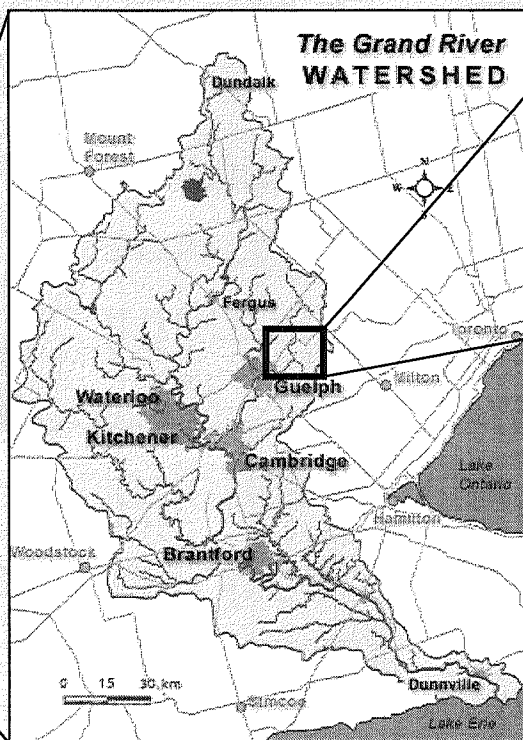 The Grand River
WATERSHED
Dundalk
Mount
Forest
N
W E
S
Fergus
Toronto
Guelph
Milton
Waterloo
Kitchener
Cambridge
Lake
Ontario
Hamilton
Woodstock
Brantford
0 15 30 km
Simcoe
Dunnville
Lake Erie